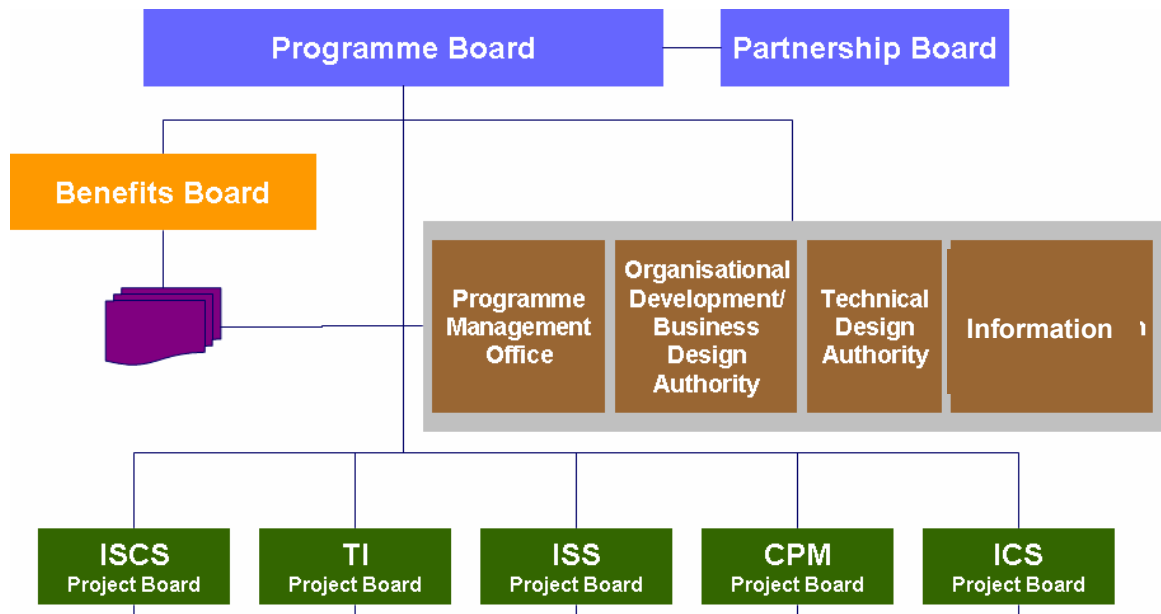 Programme Board
Partnership Board
Benefits Board
Programme
Management
Office
Organisational
Development/
Business
Design
Authority
Technical
Design
Authority
Information
ISCS
Project Board
TI
Project Board
ISS
Project Board
CPM
Project Board
ICS
Project Board